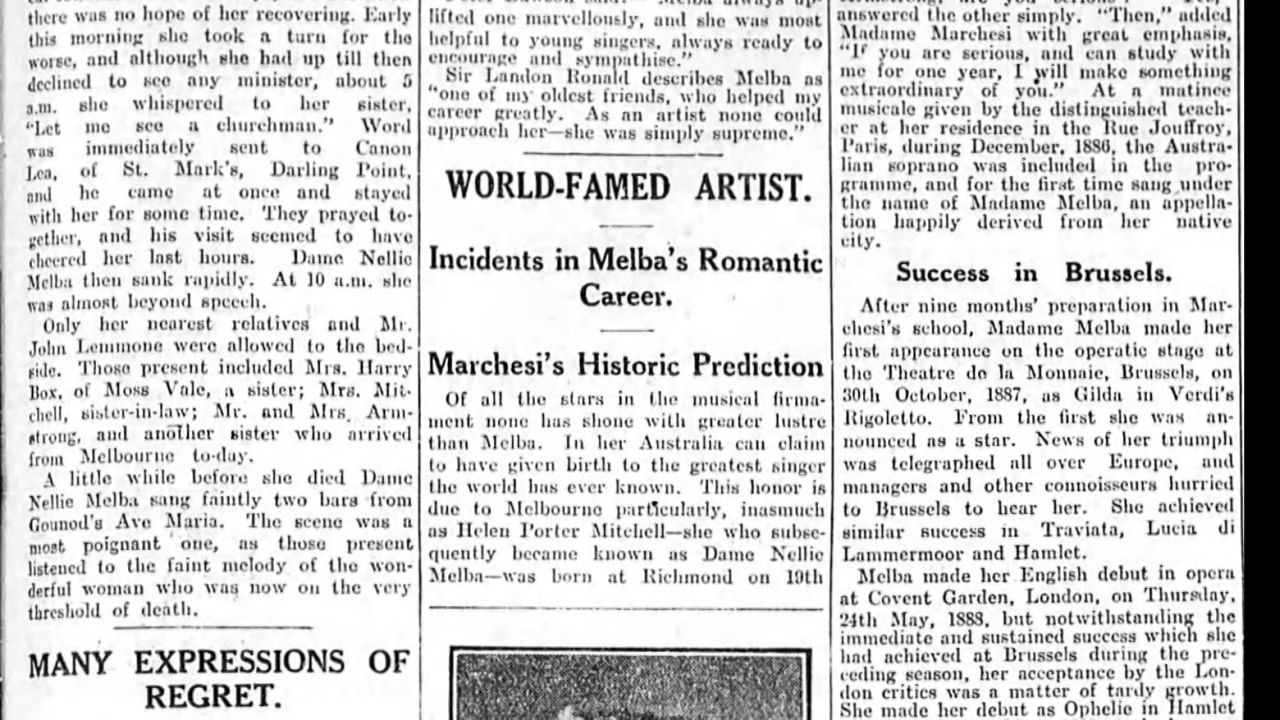 there was no hope of her recovering. Early
this morning she took a turn for the
worse, and although she had up till then
declined to see any minister, about 5
a.m. she whispered to her sister,
"Let me see a churchman." Word
was immediately sent to Canon
Lea, of St. Mark's, Darling Point,
and he came at once and stayed
with her for some time. They prayed to-
gether, and his visit seemed to have
cheered her last hours. Dame Nellie
Melba then sank rapidly. At 10 a.m. she
was almost beyond speech.
Only her nearest relatives and Mr.
John Lemmone were allowed to the bed-
side. Those present included Mrs. Harry
Box, of Moss Vale, a sister; Mrs. Mit-
chell, sister-in-law; Mr. and Mrs. Arm-
strong, and another sister who arrived
from Melbourne to-day.
A little while before she died Dame
Nellie Melba sang faintly two bars from
Gounod's Ave Maria. The scene was a
most poignant one, as those present
listened to the faint melody of the won-
derful woman who was now on the very
threshold of death.
MANY EXPRESSIONS OF
REGRET.
lifted one marvellously, and she was most
helpful to young singers, always ready to
encourage and sympathise."
Sir Landon Ronald describes Melba as
"one of my oldest friends, who helped my
career greatly. As an artist none could
approach her—she was simply supreme."
WORLD-FAMED ARTIST.
Incidents in Melba's Romantic
Career.
Marchesi's Historic Prediction
Of all the stars in the musical firma-
ment none has shone with greater lustre
than Melba. In her Australia can claim
to have given birth to the greatest singer
the world has ever known. This honor is
due to Melbourne particularly, inasmuch
as Helen Porter Mitchell—she who subse-
quently became known as Dame Nellie
Melba—was born at Richmond on 19th
answered the other simply. "Then," added
Madame Marchesi with great emphasis,
"If you are serious, and can study with
me for one year, I will make something
extraordinary of you." At a matinee
musicale given by the distinguished teach-
er at her residence in the Rue Jouffroy,
Paris, during December, 1886, the Austra-
lian soprano was included in the pro-
gramme, and for the first time sang under
the name of Madame Melba, an appella-
tion happily derived from her native
city.
Success in Brussels.
After nine months' preparation in Mar-
chesi's school, Madame Melba made her
first appearance on the operatic stage at
the Theatre de la Monnaie, Brussels, on
30th October, 1887, as Gilda in Verdi's
Rigoletto. From the first she was an-
nounced as a star. News of her triumph
was telegraphed all over Europe, and
managers and other connoisseurs hurried
to Brussels to hear her. She achieved
similar success in Traviata, Lucia di
Lammermoor and Hamlet.
Melba made her English debut in opera
at Covent Garden, London, on Thursday,
24th May, 1888, but notwithstanding the
immediate and sustained success which she
had achieved at Brussels during the pre-
ceding season, her acceptance by the Lon-
don critics was a matter of tardy growth.
She made her debut as Ophelie in Hamlet